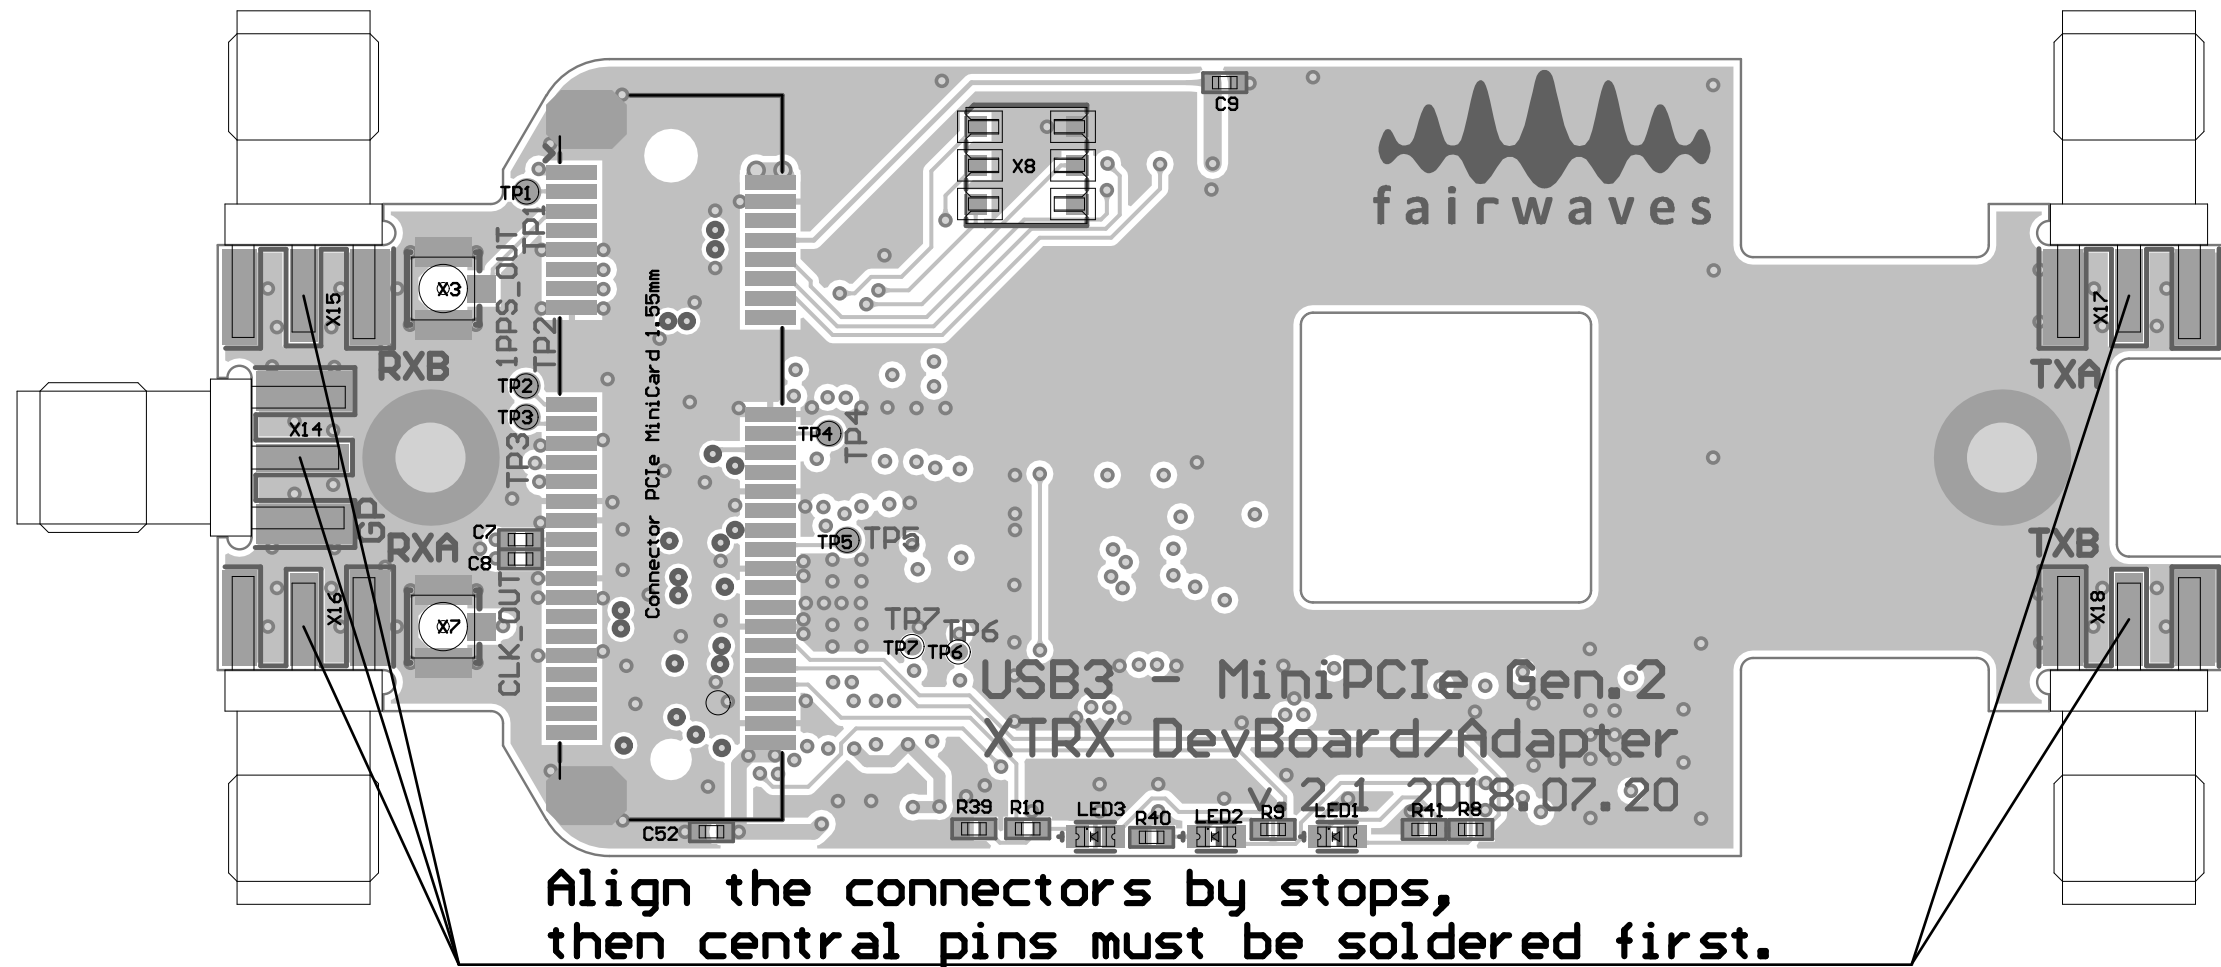 C9
X8
fairwaves
TP1
TP1
1PPS_OUT
X3
X15
X17
RXB
TP2
TP2
Connector PCIe MiniCard 1.55mm
TXA
TP3
TP3
X14
TP4
TP4
GP
RXA
C7
C8
TP5
TP5
TXB
X16
X7
CLK_OUT
TP7
TP7
TP6
TP6
X18
USB3 - MiniPCIe Gen.2
XTRX DevBoard/Adapter
v.2.1 2018.07.20
C52
R39
R10
LED3
R40
LED2
R9
LED1
R41
R8
Align the connectors by stops,
then central pins must be soldered first.